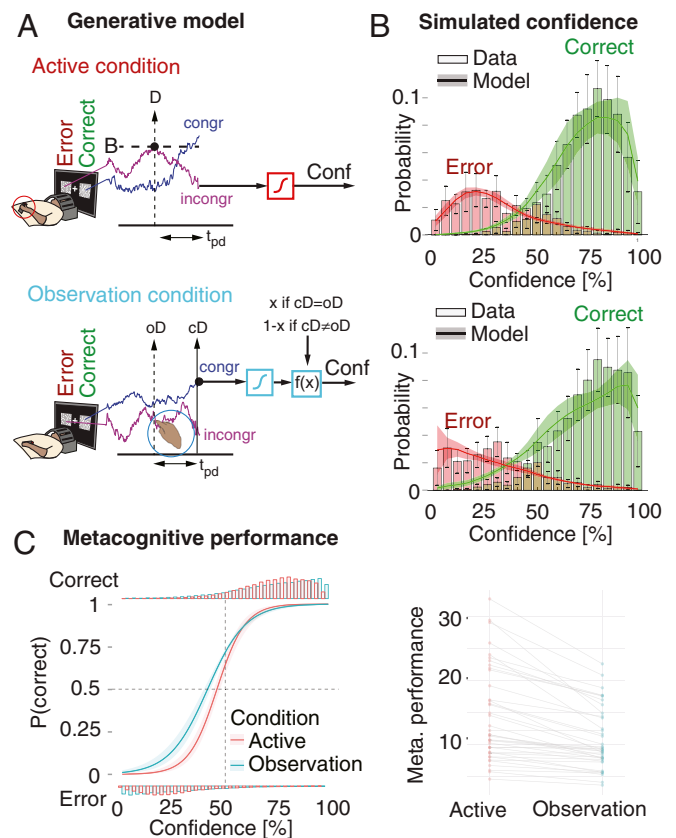 A Generative model
Active condition
Error
Correct
D
B
congr
incongr
Conf
t_pd
Observation condition
x if cD=oD
1-x if cD≠oD
Error
Correct
oD
cD
congr
f(x)
Conf
incongr
t_pd
B Simulated confidence
Data
Model
Correct
Error
Probability
0.1
0 25 50 75 100
Confidence [%]
Data
Model
Correct
Error
Probability
0.1
0 25 50 75 100
Confidence [%]
C Metacognitive performance
Correct
P(correct)
1
0.75
0.5
0.25
0
Condition
Active
Observation
Error
0 25 50 75 100
Confidence [%]
Meta. performance
30
20
10
Active Observation